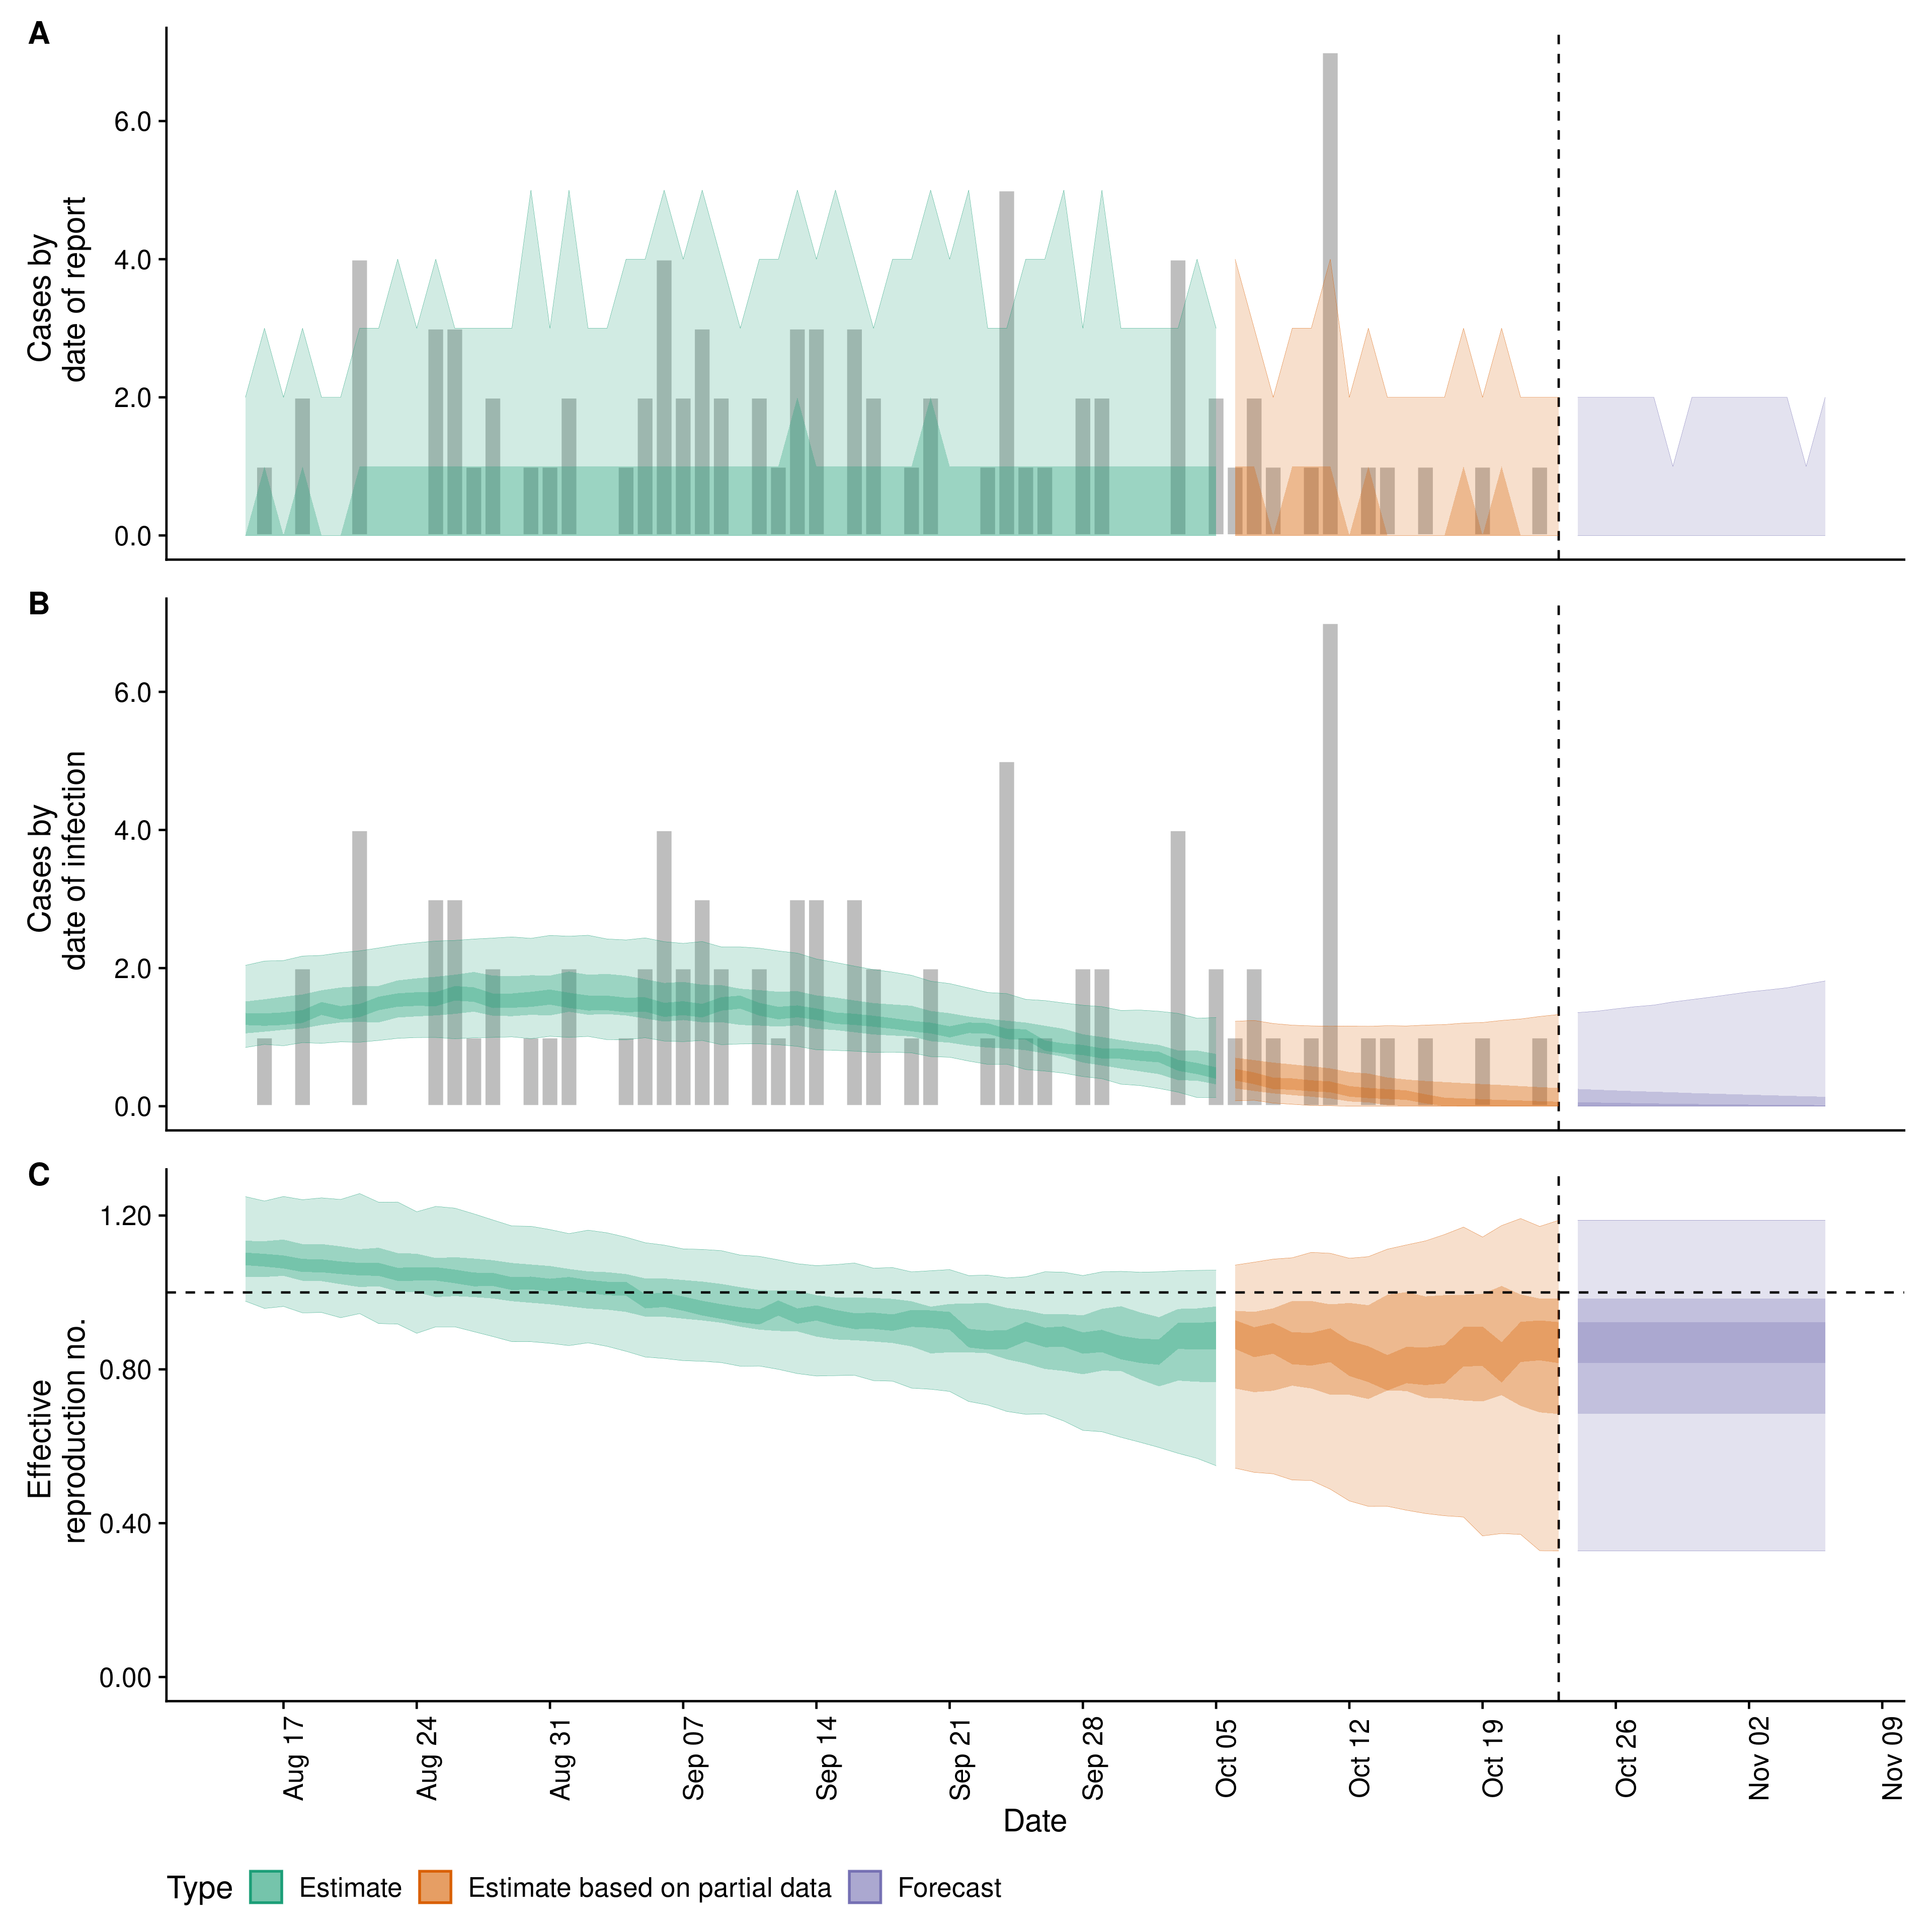 A
Cases by
date of report
6.0
4.0
2.0
0.0
B
Cases by
date of infection
6.0
4.0
2.0
0.0
C
Effective
reproduction no.
1.20
0.80
0.40
0.00
Aug 17
Aug 24
Aug 31
Sep 07
Sep 14
Sep 21
Sep 28
Oct 05
Oct 12
Oct 19
Oct 26
Nov 02
Nov 09
Date
Type Estimate Estimate based on partial data Forecast